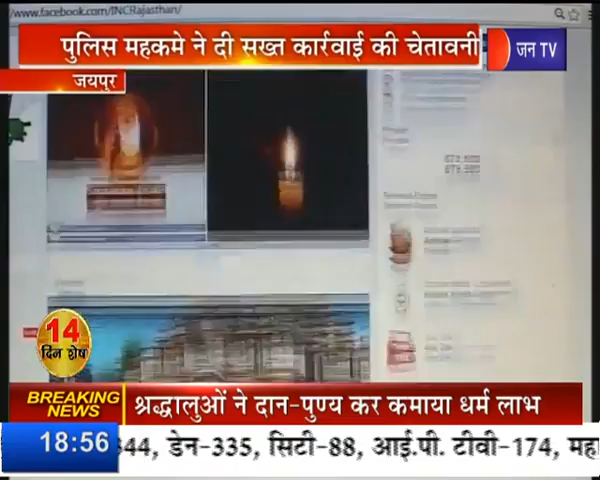 /www.facebook.com/INCRajasthan/
पुलिस महकमे ने दी सख्त कार्रवाई की चेतावनी
जन TV
जयपुर
14
दिन शेष
BREAKING NEWS
श्रद्धालुओं ने दान-पुण्य कर कमाया धर्म लाभ
18:56
344, डेन-335, सिटी-88, आई.पी. टीवी-174, महा